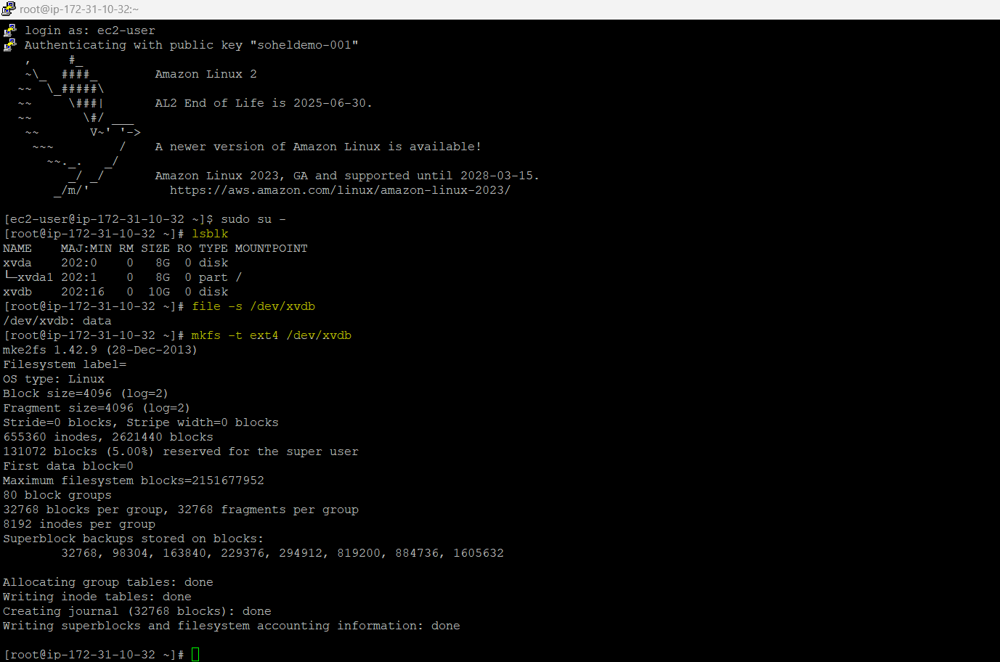 root@ip-172-31-10-32:~
login as: ec2-user
Authenticating with public key "soheldemo-001"
   ,     #_
   ~\_  ####_        Amazon Linux 2
  ~~  \_#####\
  ~~     \###|       AL2 End of Life is 2025-06-30.
  ~~       \#/ ___
   ~~       V~' '->
    ~~~         /    A newer version of Amazon Linux is available!
      ~~._.   _/
         _/ _/       Amazon Linux 2023, GA and supported until 2028-03-15.
       _/m/'           https://aws.amazon.com/linux/amazon-linux-2023/
[ec2-user@ip-172-31-10-32 ~]$ sudo su -
[root@ip-172-31-10-32 ~]# lsblk
NAME    MAJ:MIN RM SIZE RO TYPE MOUNTPOINT
xvda    202:0    0   8G  0 disk
└─xvda1 202:1    0   8G  0 part /
xvdb    202:16   0  10G  0 disk
[root@ip-172-31-10-32 ~]# file -s /dev/xvdb
/dev/xvdb: data
[root@ip-172-31-10-32 ~]# mkfs -t ext4 /dev/xvdb
mke2fs 1.42.9 (28-Dec-2013)
Filesystem label=
OS type: Linux
Block size=4096 (log=2)
Fragment size=4096 (log=2)
Stride=0 blocks, Stripe width=0 blocks
655360 inodes, 2621440 blocks
131072 blocks (5.00%) reserved for the super user
First data block=0
Maximum filesystem blocks=2151677952
80 block groups
32768 blocks per group, 32768 fragments per group
8192 inodes per group
Superblock backups stored on blocks:
        32768, 98304, 163840, 229376, 294912, 819200, 884736, 1605632
Allocating group tables: done
Writing inode tables: done
Creating journal (32768 blocks): done
Writing superblocks and filesystem accounting information: done
[root@ip-172-31-10-32 ~]#